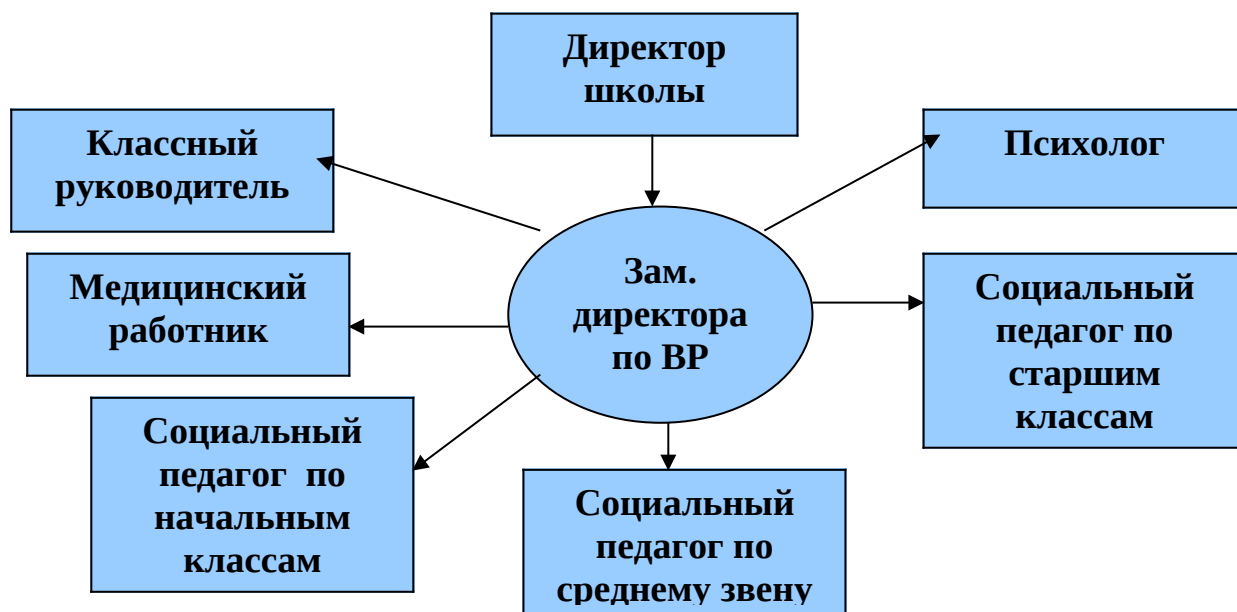 Директор
школы
Классный
руководитель
Психолог
Зам.
директора
по ВР
Медицинский
работник
Социальный
педагог по
старшим
классам
Социальный
педагог по
начальным
классам
Социальный
педагог по
среднему звену